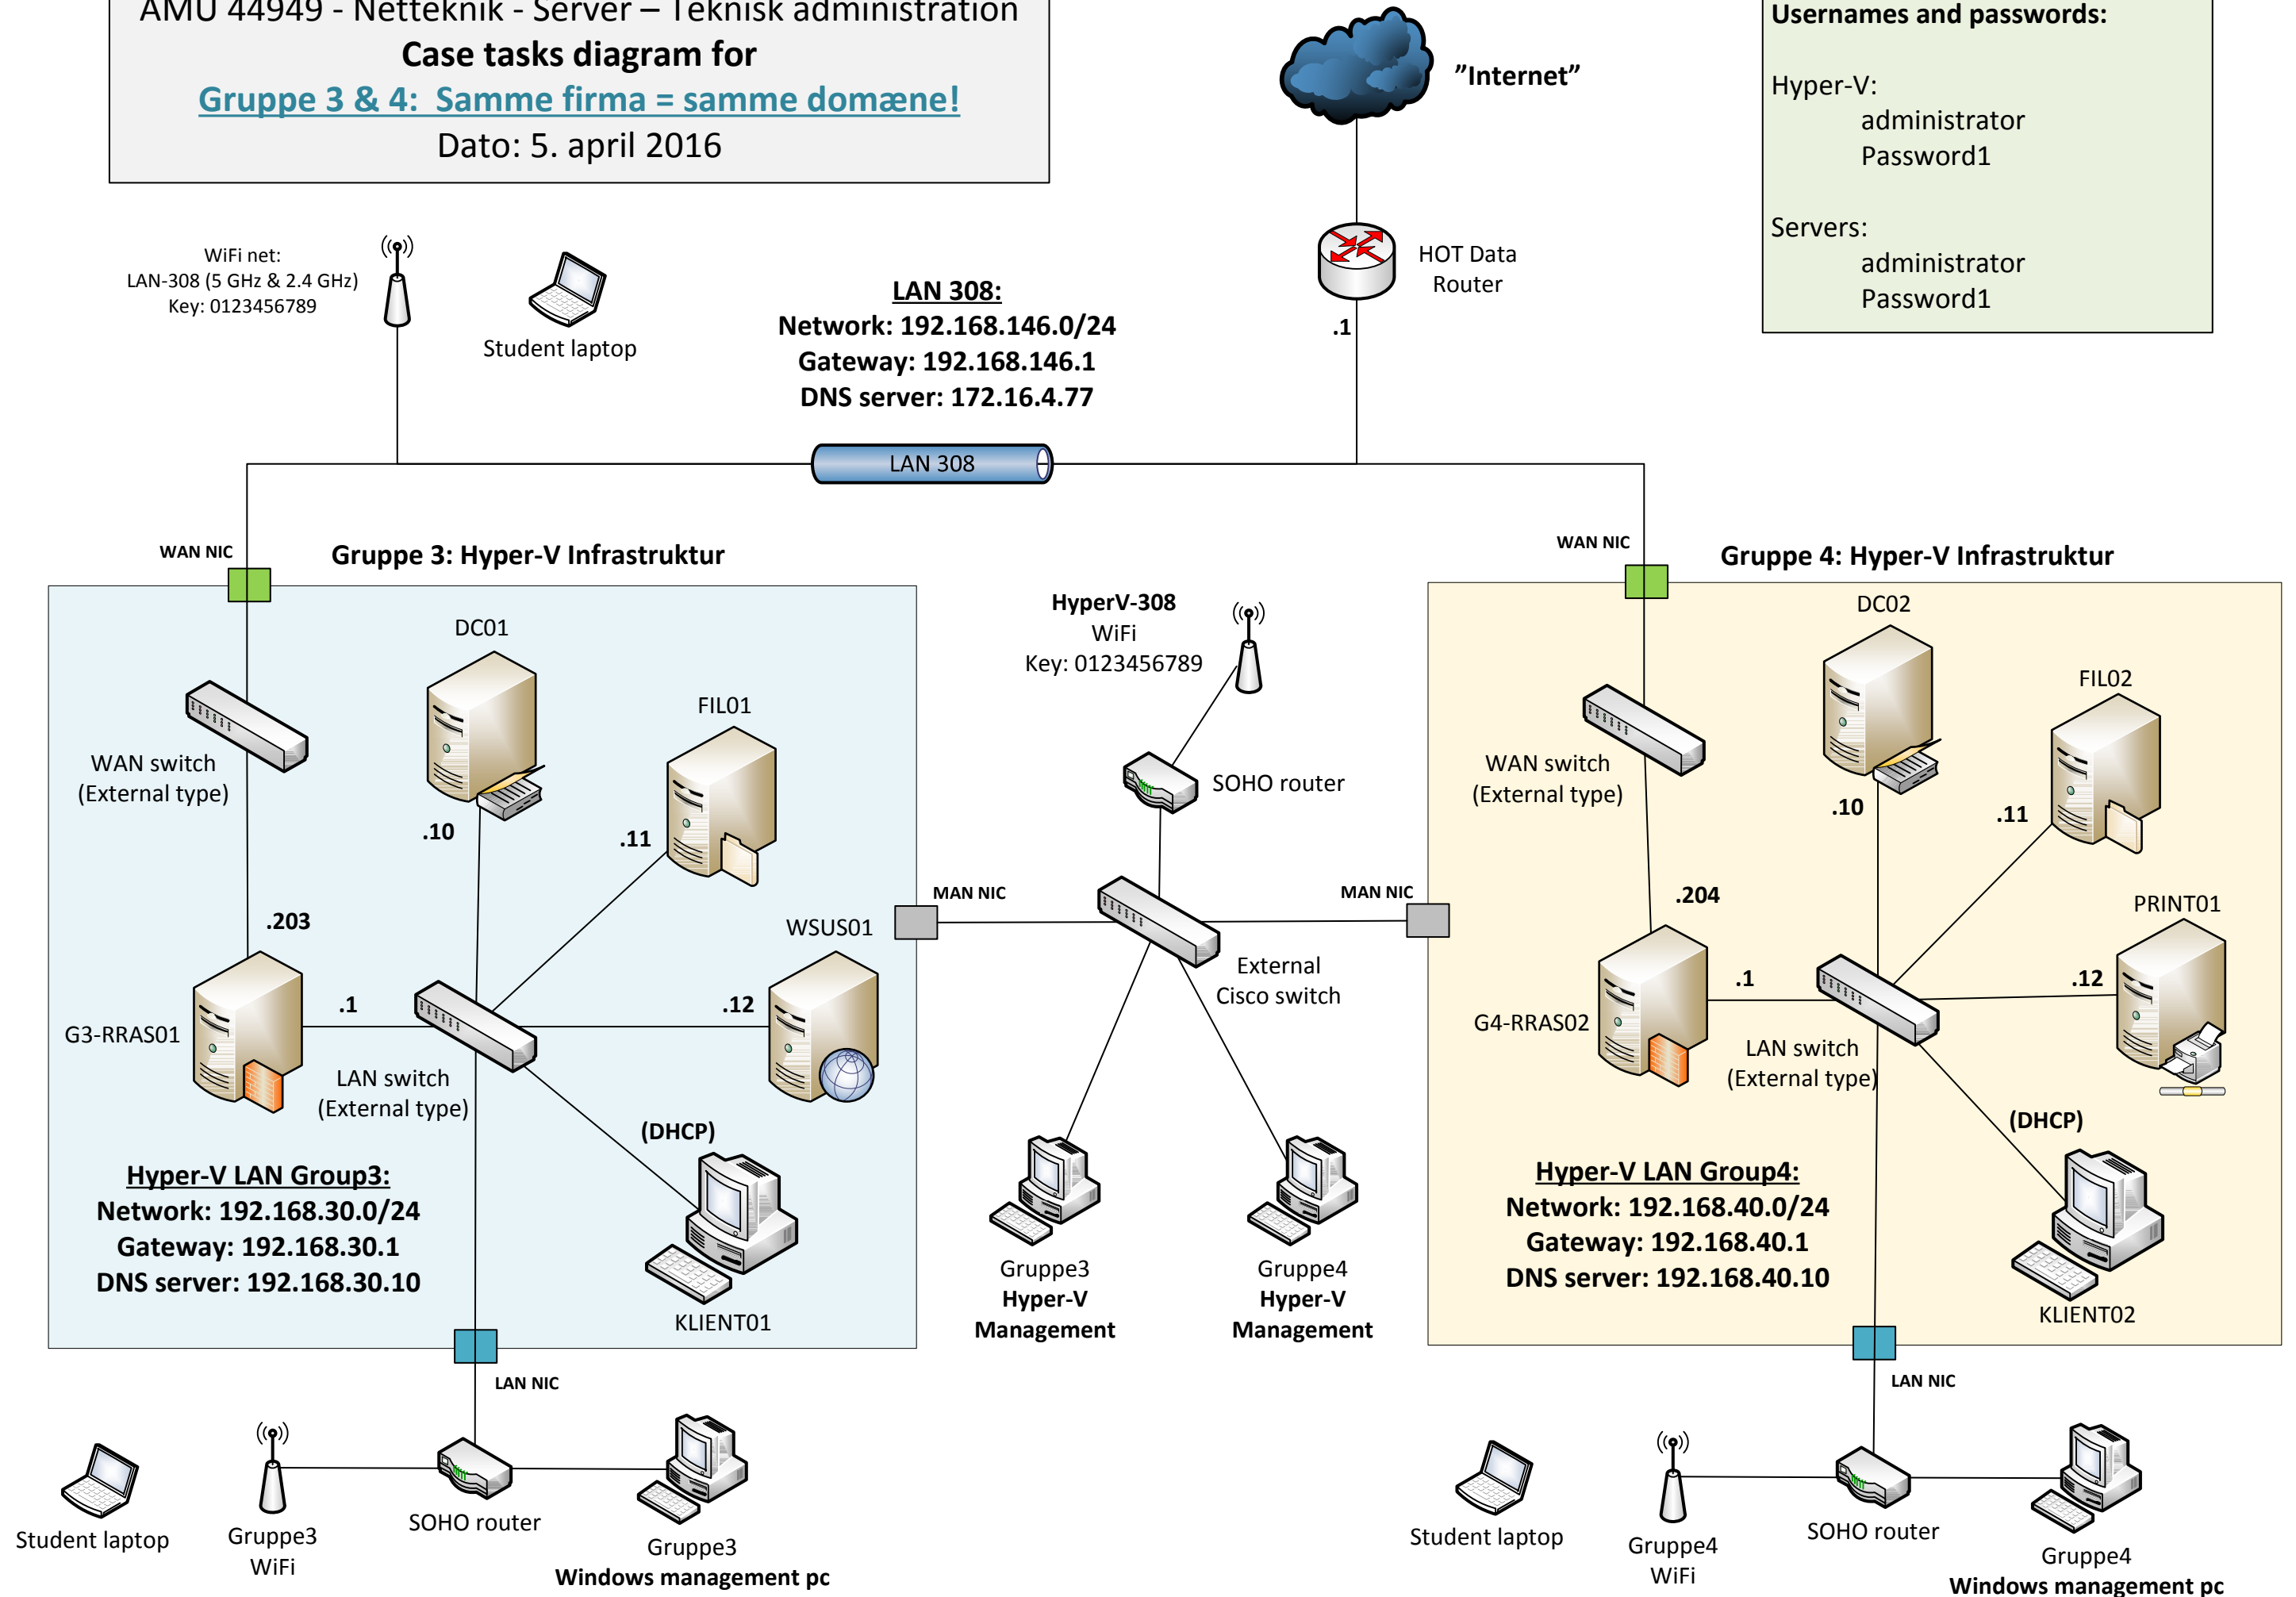 AMU 44949 - Netteknik - Server – Teknisk administration
Case tasks diagram for
Gruppe 3 & 4:  Samme firma = samme domæne!
Dato: 5. april 2016
"Internet"
Usernames and passwords:
Hyper-V:
administrator
Password1
Servers:
administrator
Password1
WiFi net:
LAN-308 (5 GHz & 2.4 GHz)
Key: 0123456789
Student laptop
LAN 308:
Network: 192.168.146.0/24
Gateway: 192.168.146.1
DNS server: 172.16.4.77
HOT Data
Router
.1
LAN 308
WAN NIC
Gruppe 3: Hyper-V Infrastruktur
DC01
FIL01
WAN switch
(External type)
.10
.11
.203
WSUS01
G3-RRAS01
.1
.12
LAN switch
(External type)
(DHCP)
Hyper-V LAN Group3:
Network: 192.168.30.0/24
Gateway: 192.168.30.1
DNS server: 192.168.30.10
KLIENT01
LAN NIC
Student laptop
Gruppe3
WiFi
SOHO router
Gruppe3
Windows management pc
HyperV-308
WiFi
Key: 0123456789
SOHO router
MAN NIC
MAN NIC
External
Cisco switch
Gruppe3
Hyper-V
Management
Gruppe4
Hyper-V
Management
WAN NIC
Gruppe 4: Hyper-V Infrastruktur
DC02
FIL02
WAN switch
(External type)
.10
.11
.204
PRINT01
G4-RRAS02
.1
.12
LAN switch
(External type)
(DHCP)
Hyper-V LAN Group4:
Network: 192.168.40.0/24
Gateway: 192.168.40.1
DNS server: 192.168.40.10
KLIENT02
LAN NIC
Student laptop
Gruppe4
WiFi
SOHO router
Gruppe4
Windows management pc